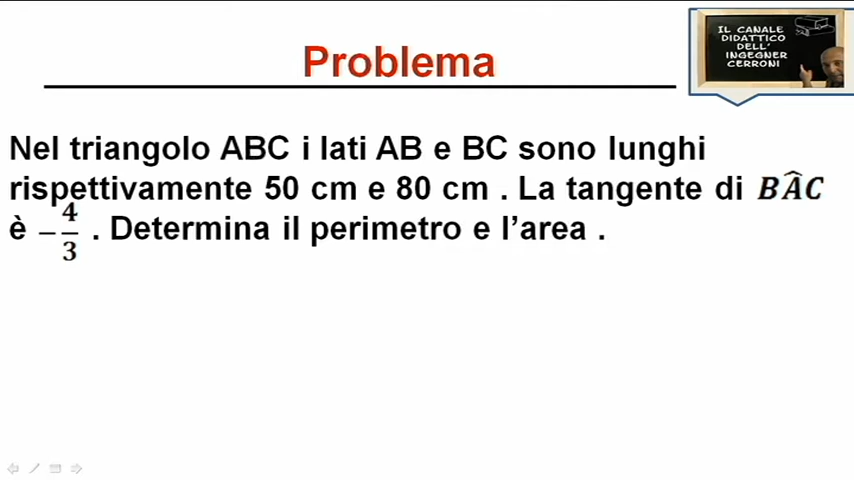 Problema
IL CANALE
DIDATTICO
DELL'
INGEGNER
CERRONI
Nel triangolo ABC i lati AB e BC sono lunghi
rispettivamente 50 cm e 80 cm . La tangente di BÂC
è −4/3 . Determina il perimetro e l’area .